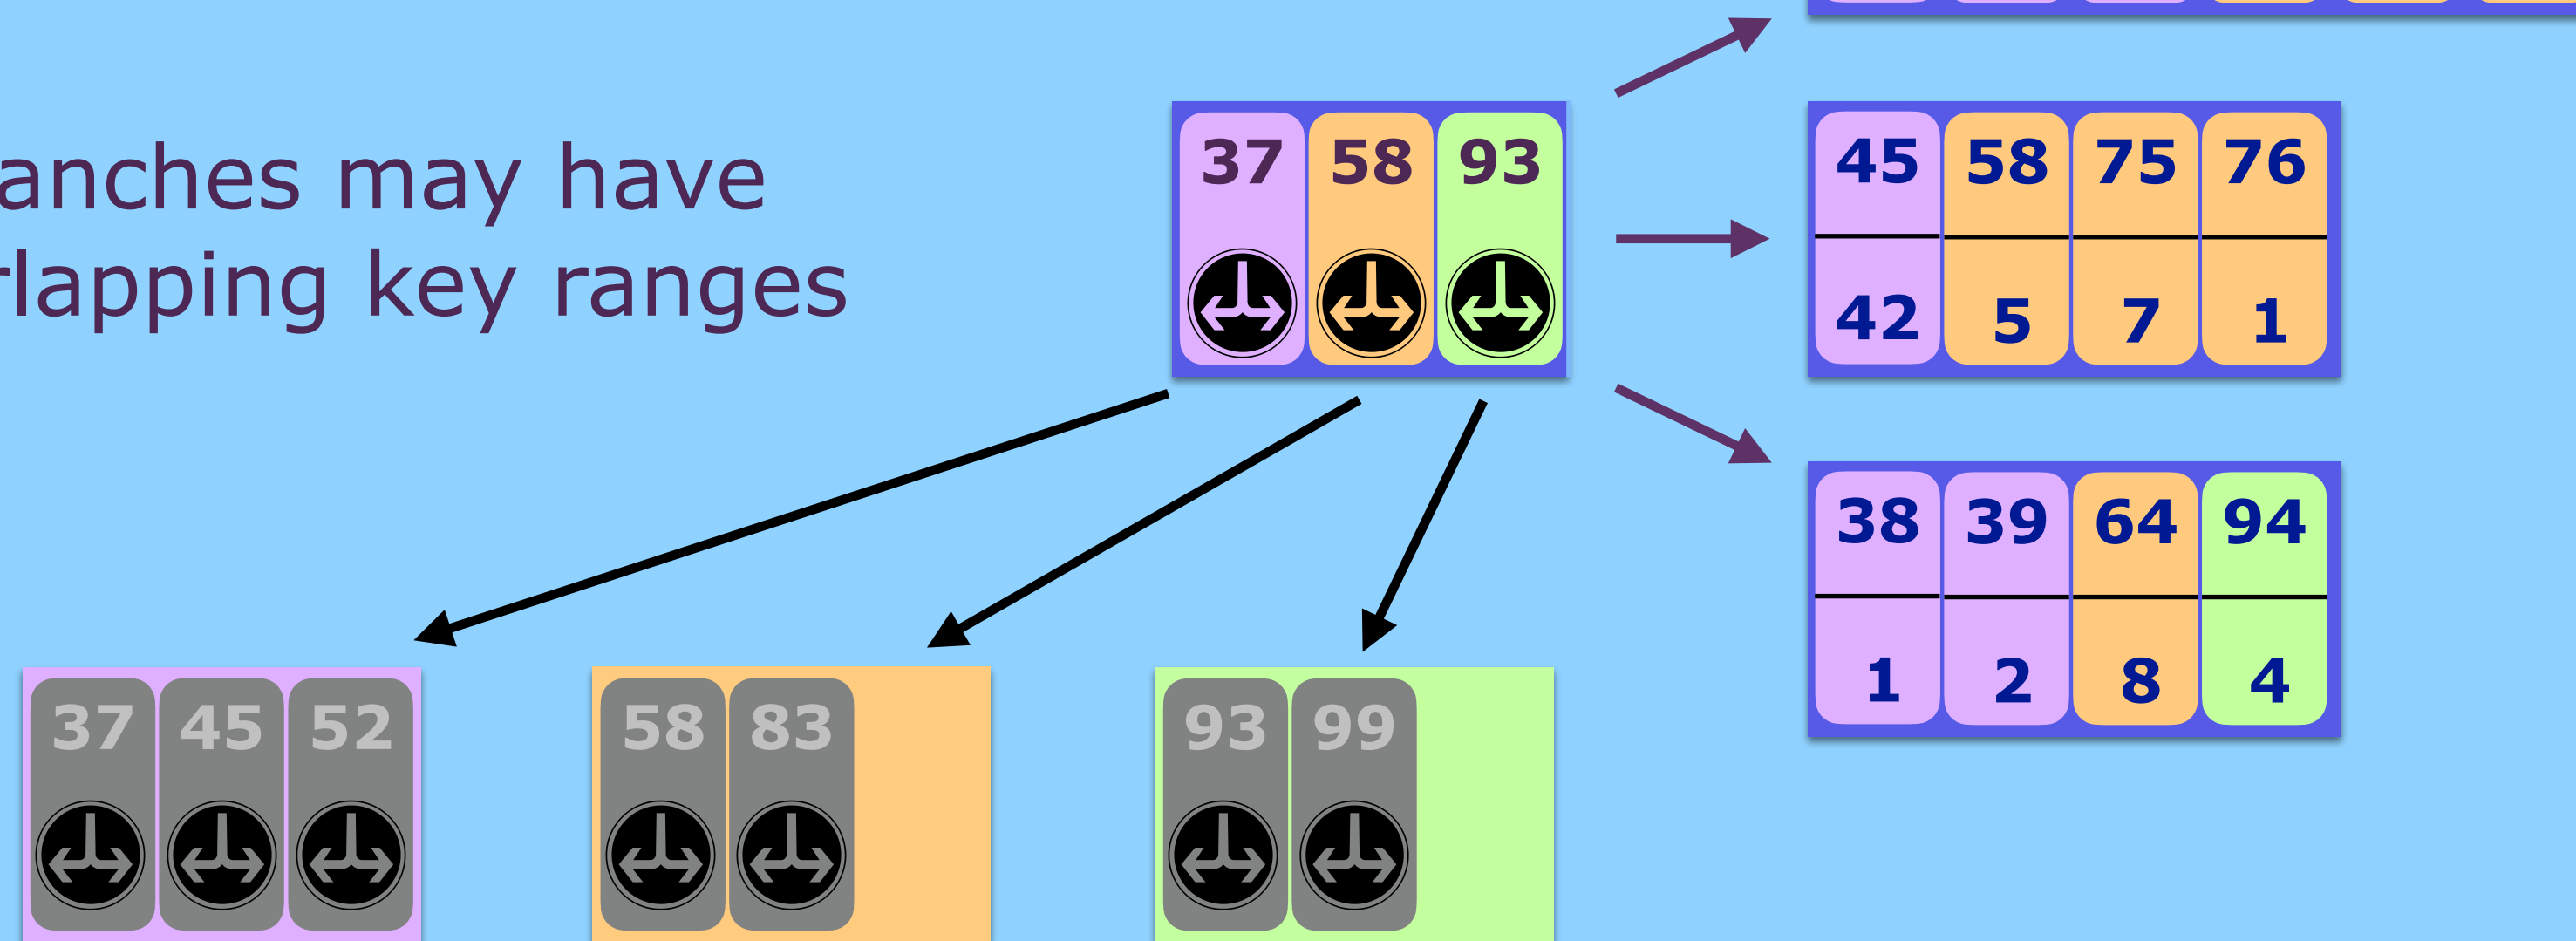 anches may have
rlapping key ranges
37 58 93
45 58 75 76
42 5 7 1
38 39 64 94
1 2 8 4
37 45 52
58 83
93 99